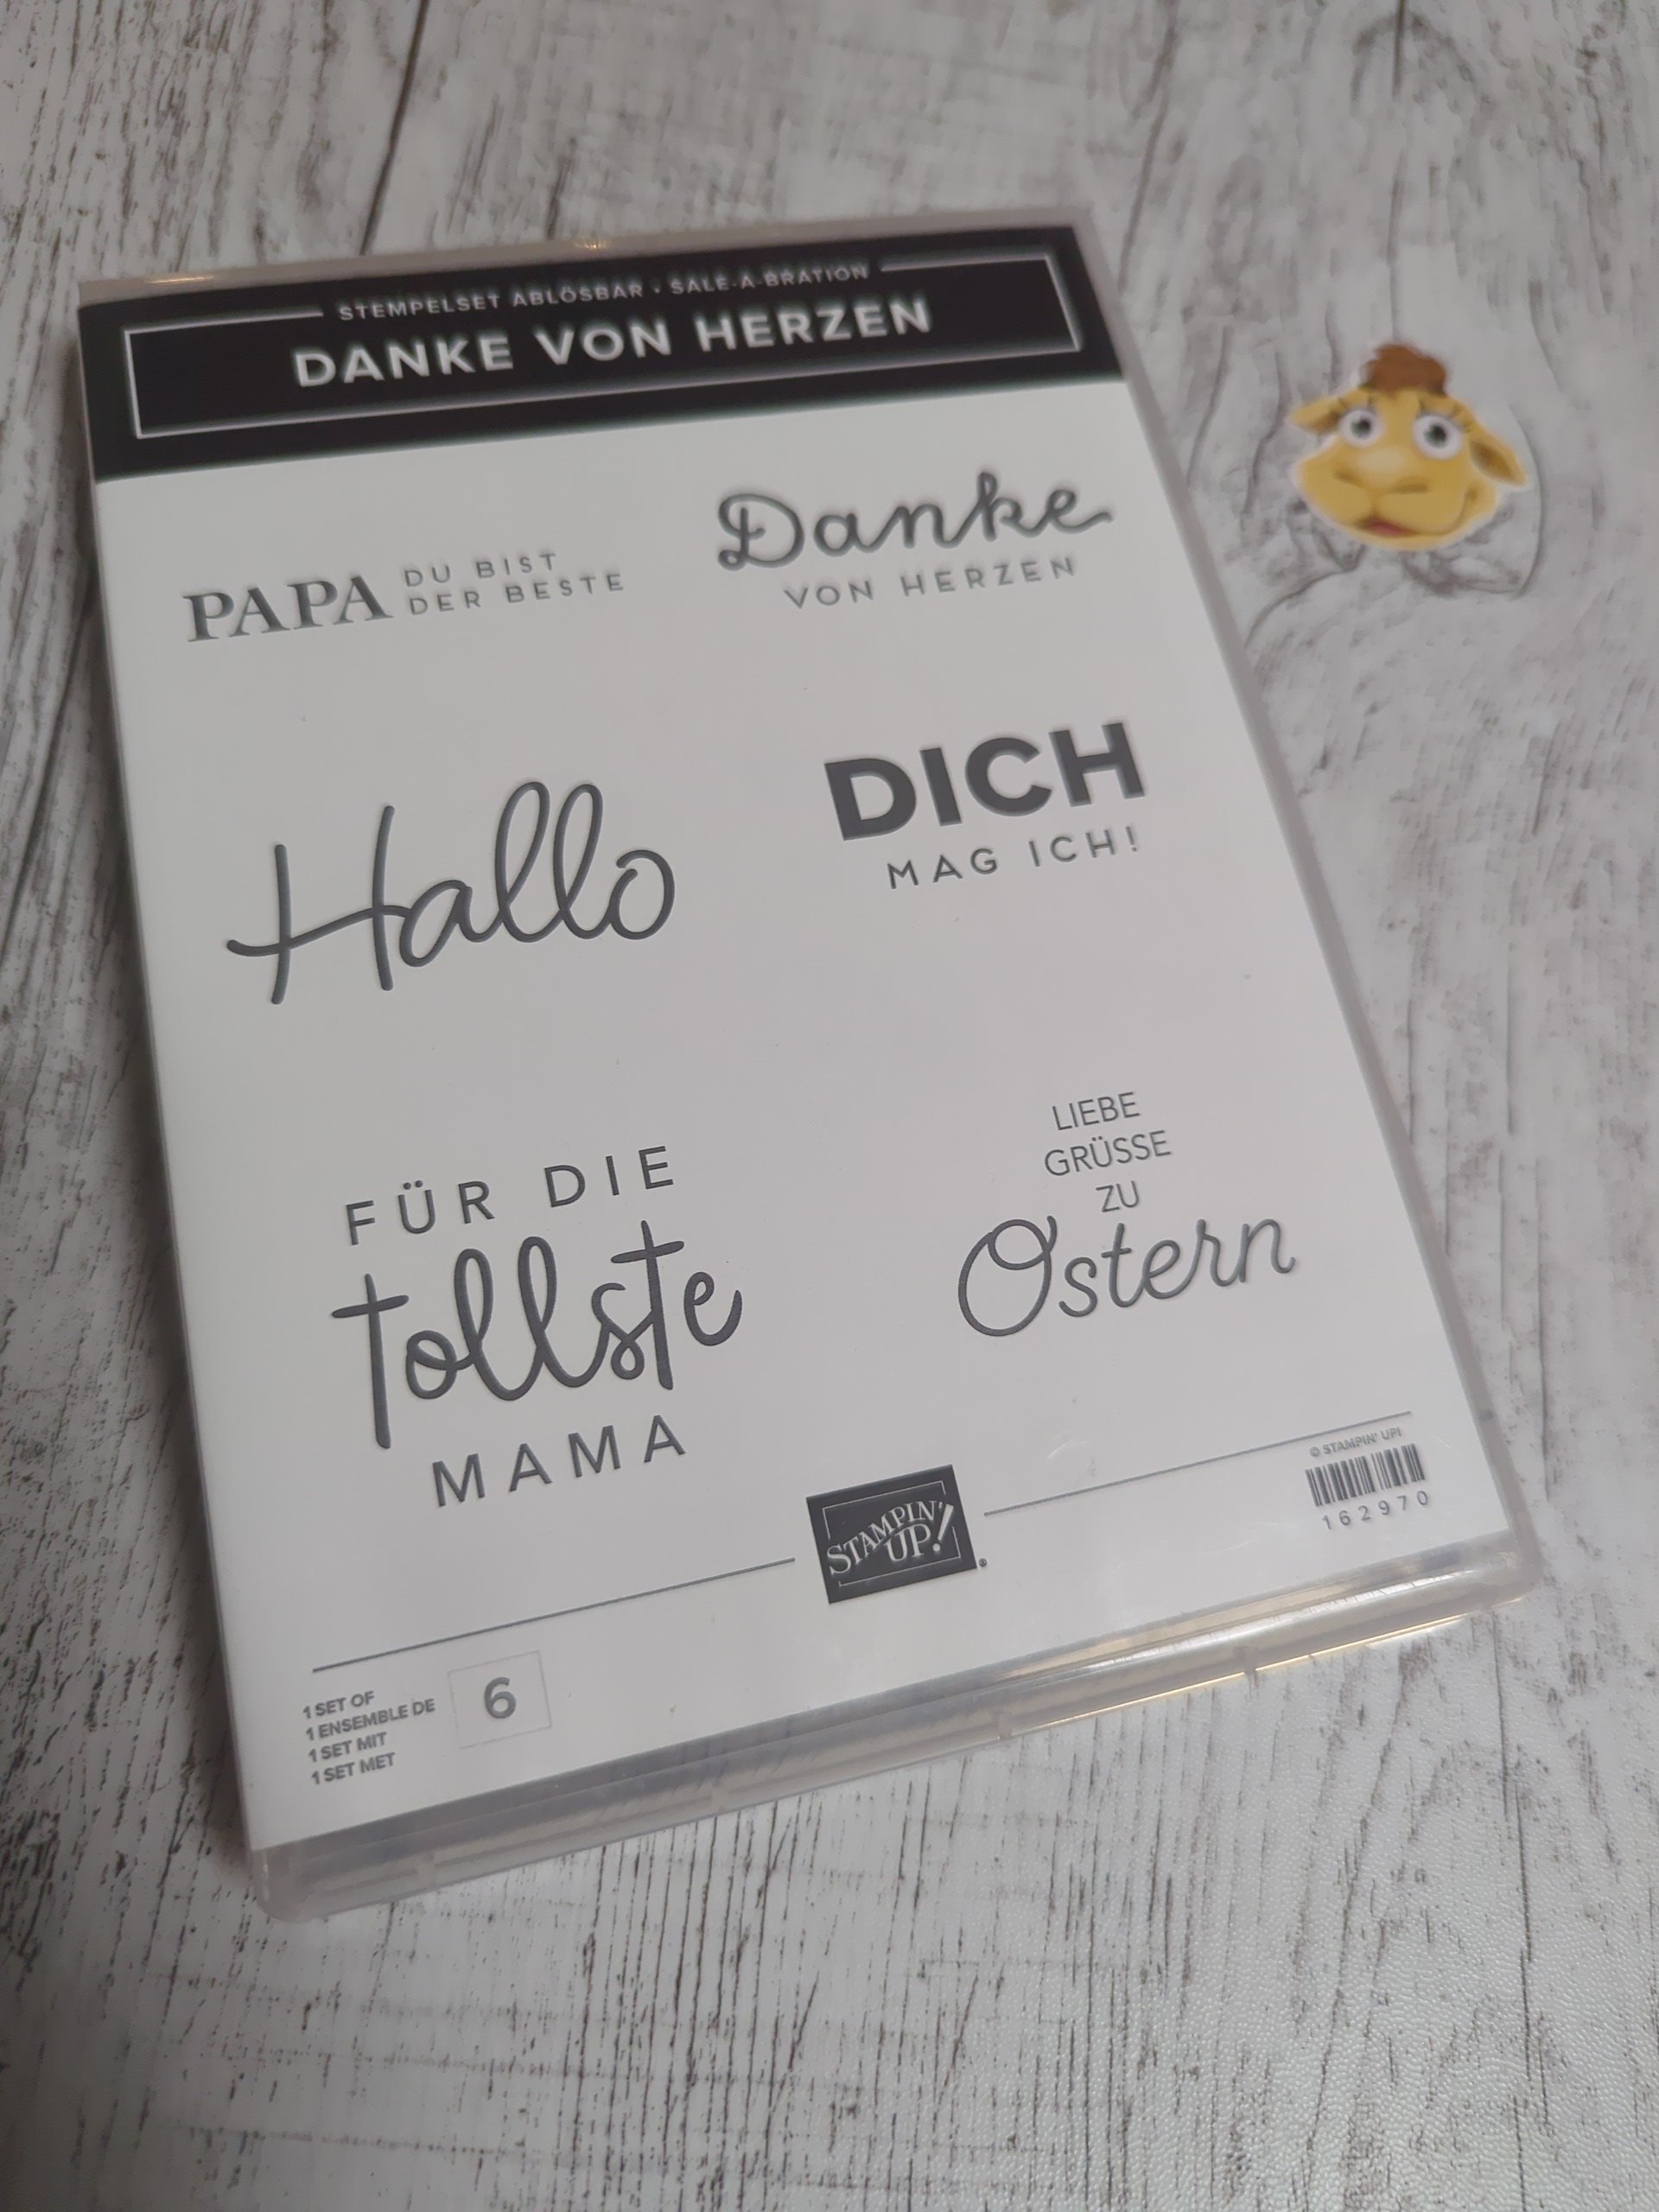 STEMPELSET ABLÖSBAR • SALE-A-BRATION
DANKE VON HERZEN
PAPA DU BIST
DER BESTE
Danke
VON HERZEN
Hallo
DICH
MAG ICH!
FÜR DIE
tollste
MAMA
LIEBE
GRÜSSE
ZU
Ostern
© STAMPIN' UP!
162970
STAMPIN'
UP!®
1 SET OF
1 ENSEMBLE DE
1 SET MIT
1 SET MET
6